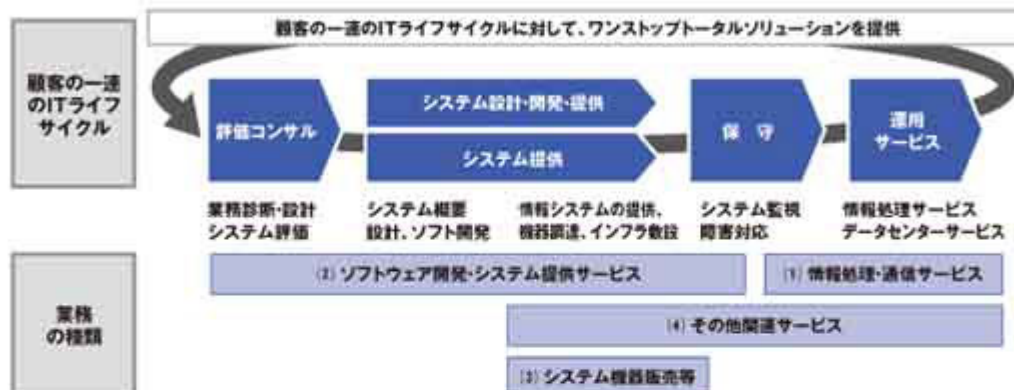 顧客の一連のITライフサイクルに対して、ワンストップトータルソリューションを提供
顧客の一連
のITライフ
サイクル
評価コンサル
システム設計・開発・提供
システム提供
保 守
運用
サービス
業務診断・設計
システム評価
システム概要
設計、ソフト開発
情報システムの提供、
機器調達、インフラ敷設
システム監視
障害対応
情報処理サービス
データセンターサービス
業務
の種類
(2) ソフトウェア開発・システム提供サービス
(1) 情報処理・通信サービス
(4) その他関連サービス
(3) システム機器販売等